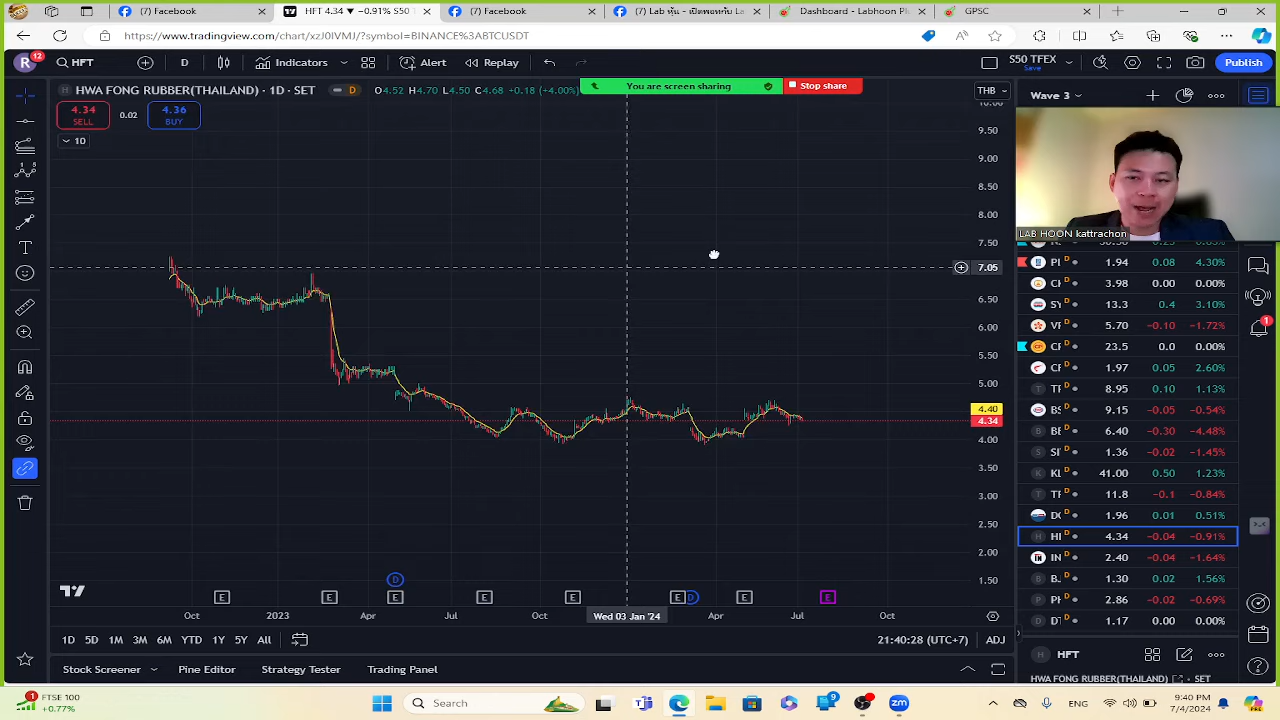 (7) Facebook
HFT 4.34 ▼ −0.91% S50 T
(2) Facebook
Dashboard - Labhoon Pl
GPSC
https://www.tradingview.com/chart/xzJ0IVMJ/?symbol=BINANCE%3ABTCUSDT
R
12
HFT
D
Indicators
Alert
Replay
S50 TFEX
Save
Publish
HWA FONG RUBBER(THAILAND) · 1D · SET
D
O4.52 H4.70 L4.50 C4.68 +0.18 (+4.00%)
You are screen sharing
Stop share
THB
Wave 3
4.34
SELL
0.02
4.36
BUY
1D
10.00
9.50
9.00
8.50
8.00
7.50
7.05
6.50
6.00
5.50
5.00
4.40
4.34
4.00
3.50
3.00
2.50
2.00
1.50
LAB HOON kattrachon
1.94 0.08 4.30%
3.98 0.00 0.00%
13.3 0.4 3.10%
5.70 −0.10 −1.72%
23.5 0.0 0.00%
1.97 0.05 2.60%
8.95 0.10 1.13%
9.15 −0.05 −0.54%
6.40 −0.30 −4.48%
1.36 −0.02 −1.45%
41.00 0.50 1.23%
11.8 −0.1 −0.84%
1.96 0.01 0.51%
4.34 −0.04 −0.91%
2.40 −0.04 −1.64%
1.30 0.02 1.56%
2.86 −0.02 −0.69%
1.17 0.00 0.00%
D
E E E E E E D E E
Oct 2023 Apr Jul Oct Wed 03 Jan '24 Apr Jul Oct
1D 5D 1M 3M 6M YTD 1Y 5Y All
21:40:28 (UTC+7)
ADJ
H HFT
HWA FONG RUBBER(THAILAND)
SET
Stock Screener
Pine Editor
Strategy Tester
Trading Panel
FTSE 100
+0.77%
Search
9:40 PM
7/4/2024